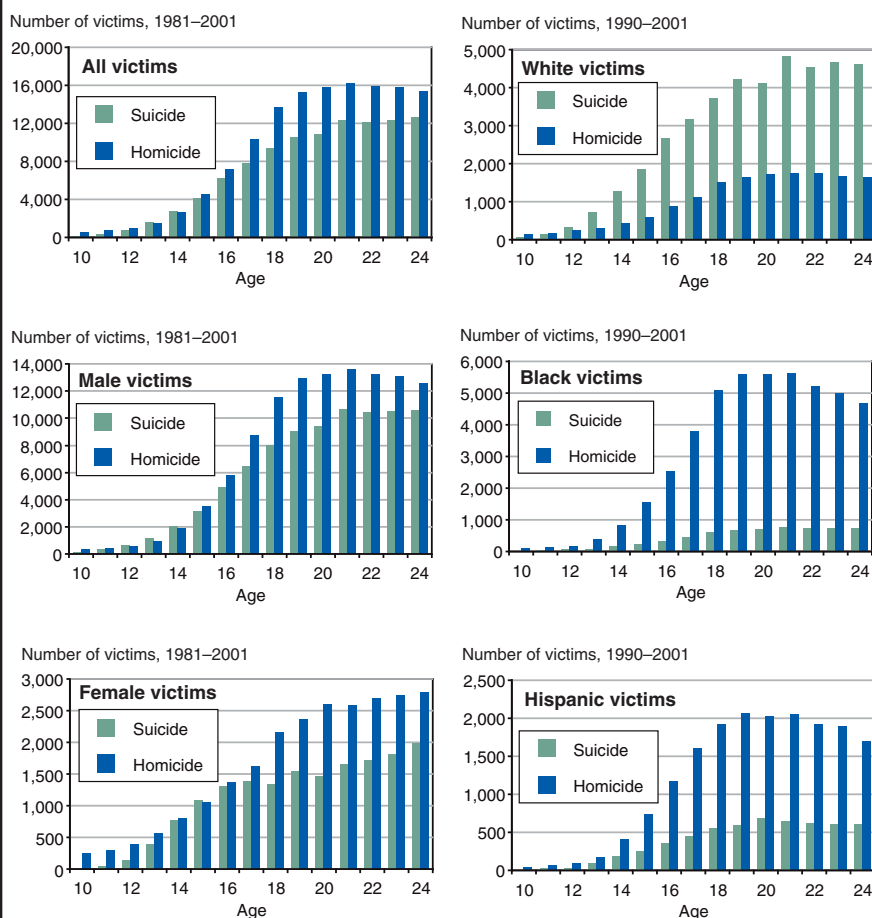 Number of victims, 1981–2001
20,000
16,000
12,000
8,000
4,000
0
All victims
Suicide
Homicide
10 12 14 16 18 20 22 24
Age
Number of victims, 1990–2001
5,000
4,000
3,000
2,000
1,000
0
White victims
Suicide
Homicide
10 12 14 16 18 20 22 24
Age
Number of victims, 1981–2001
14,000
12,000
10,000
8,000
6,000
4,000
2,000
0
Male victims
Suicide
Homicide
10 12 14 16 18 20 22 24
Age
Number of victims, 1990–2001
6,000
5,000
4,000
3,000
2,000
1,000
0
Black victims
Suicide
Homicide
10 12 14 16 18 20 22 24
Age
Number of victims, 1981–2001
3,000
2,500
2,000
1,500
1,000
500
0
Female victims
Suicide
Homicide
10 12 14 16 18 20 22 24
Age
Number of victims, 1990–2001
2,500
2,000
1,500
1,000
500
0
Hispanic victims
Suicide
Homicide
10 12 14 16 18 20 22 24
Age